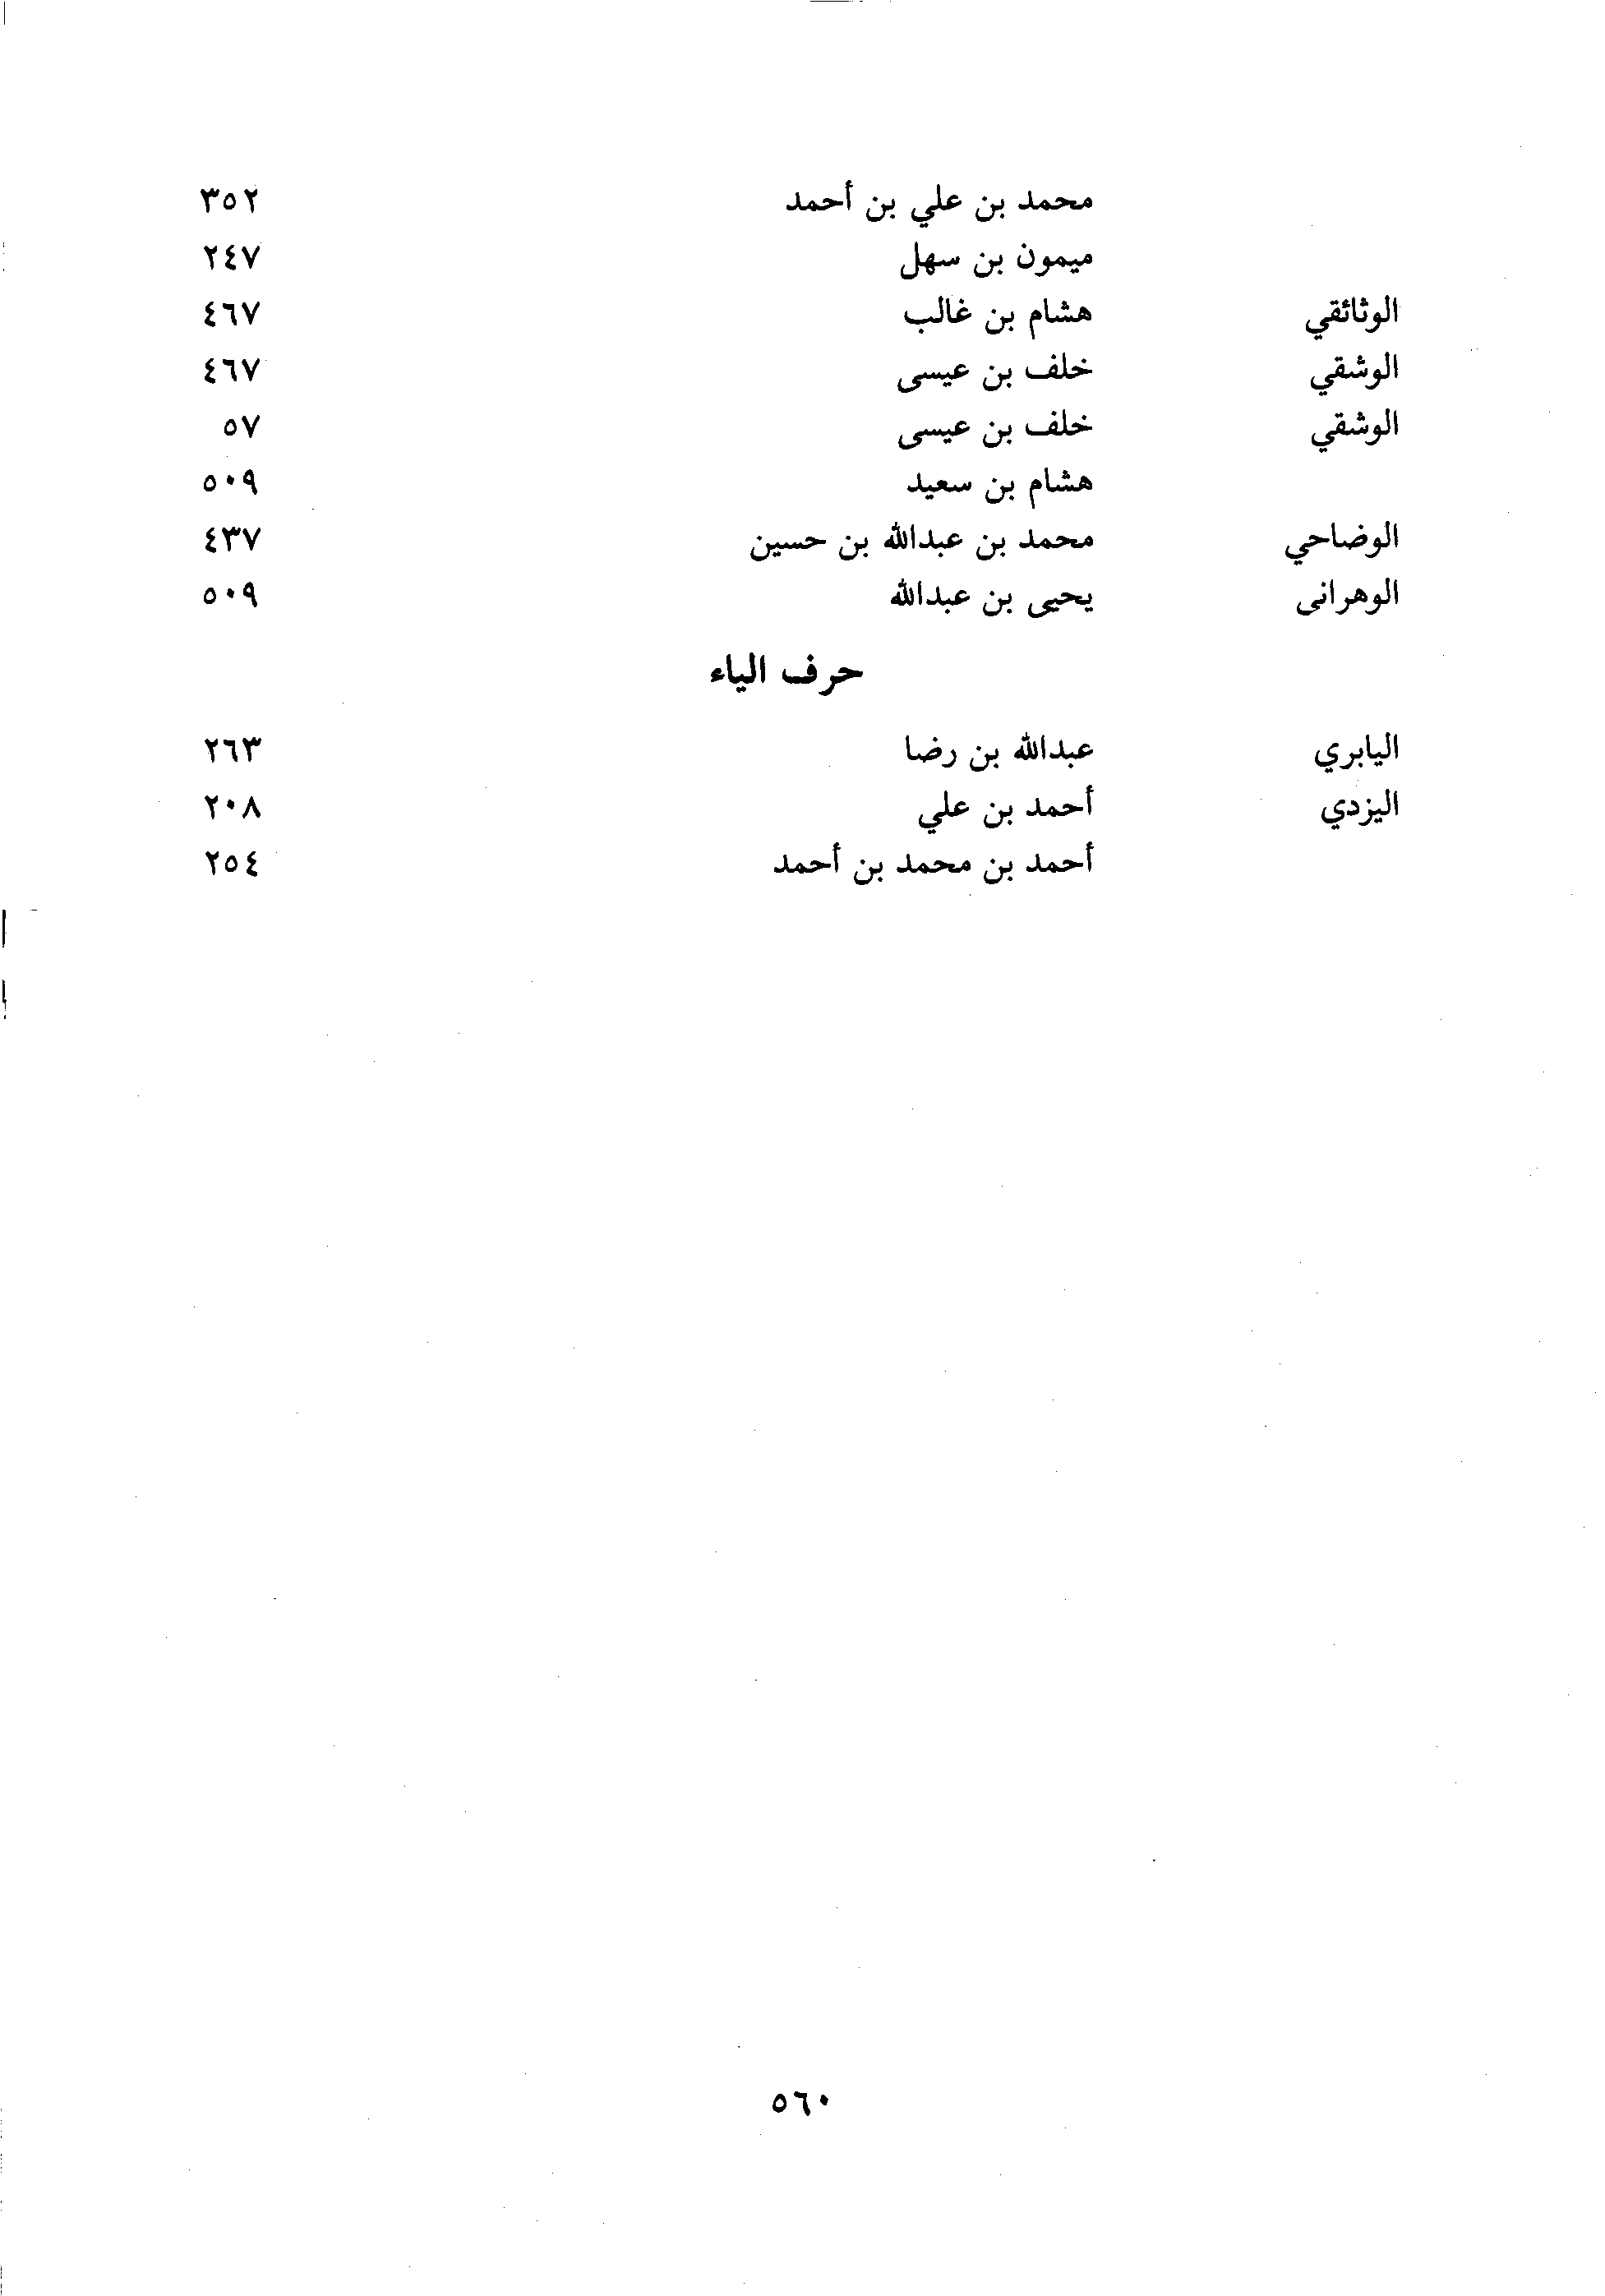 محمد بن علي بن أحمد ٣٥٢
ميمون بن سهل ٢٤٧
الوثائقي هشام بن غالب ٤٦٧
الوشقي خلف بن عيسى ٤٦٧
الوشقي خلف بن عيسى ٥٧
هشام بن سعيد ٥٠٩
الوضاحي محمد بن عبدالله بن حسين ٤٣٧
الوهرانى يحيى بن عبدالله ٥٠٩
حرف الياء
اليابري عبدالله بن رضا ٢٦٣
اليزدي أحمد بن علي ٢٠٨
أحمد بن محمد بن أحمد ٢٥٤
٥٦٠